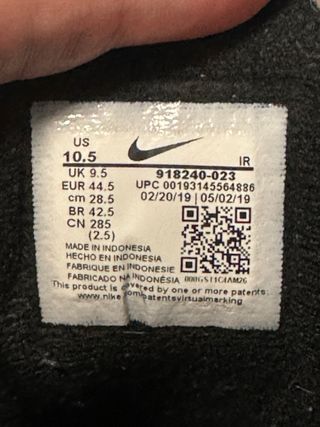 US
10.5
IR
UK 9.5
918240-023
EUR 44.5
UPC 00193145564886
cm 28.5
02/20/19 | 05/02/19
BR 42.5
CN 285
(2.5)
MADE IN INDONESIA
HECHO EN INDONESIA
FABRIQUE EN INDONESIE
FABRICADO NA INDONÉSIA
000GS11C4AM26
This product is covered by one or more patents:
www.nike.com/patentsvirtualmarking